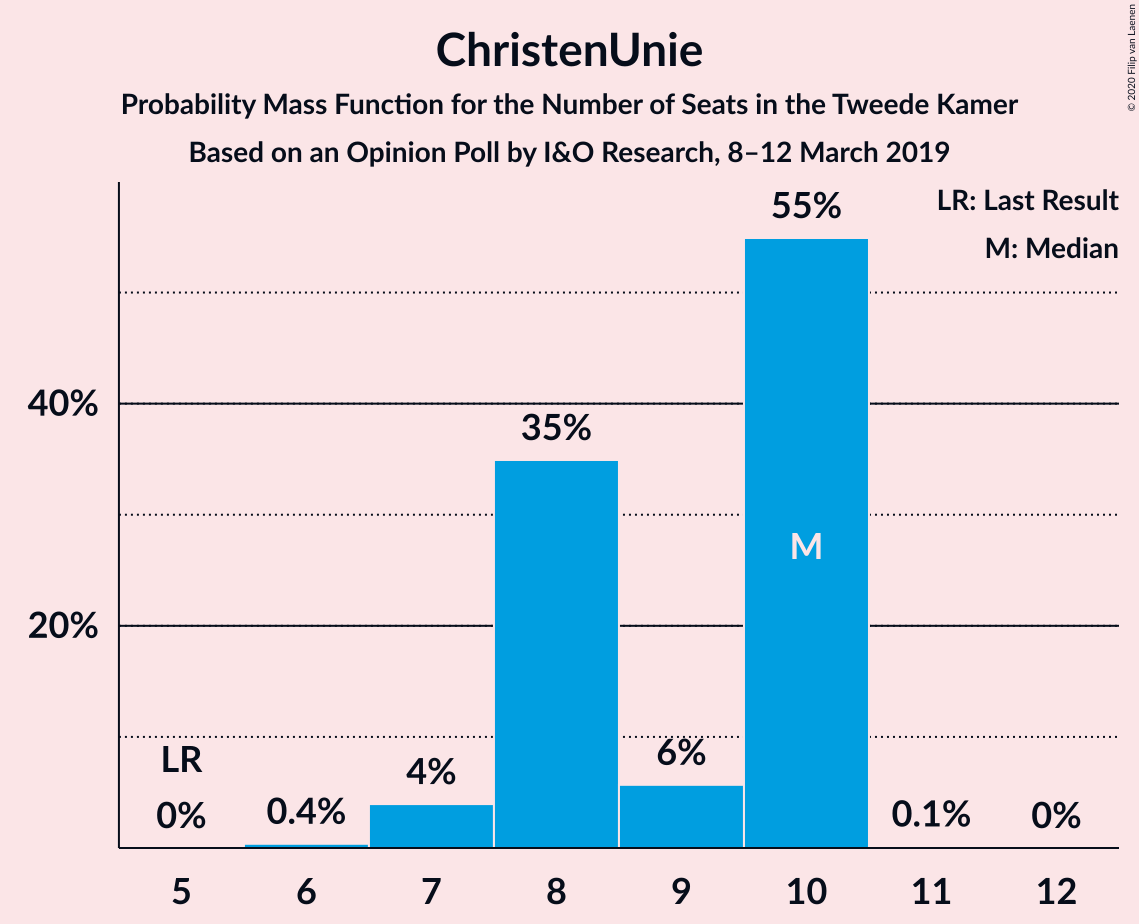 ChristenUnie
Probability Mass Function for the Number of Seats in the Tweede Kamer
Based on an Opinion Poll by I&O Research, 8–12 March 2019
© 2020 Filip van Laenen
LR: Last Result
M: Median
55%
40%
35%
M
20%
LR
6%
4%
0%
0.4%
0.1%
0%
5 6 7 8 9 10 11 12